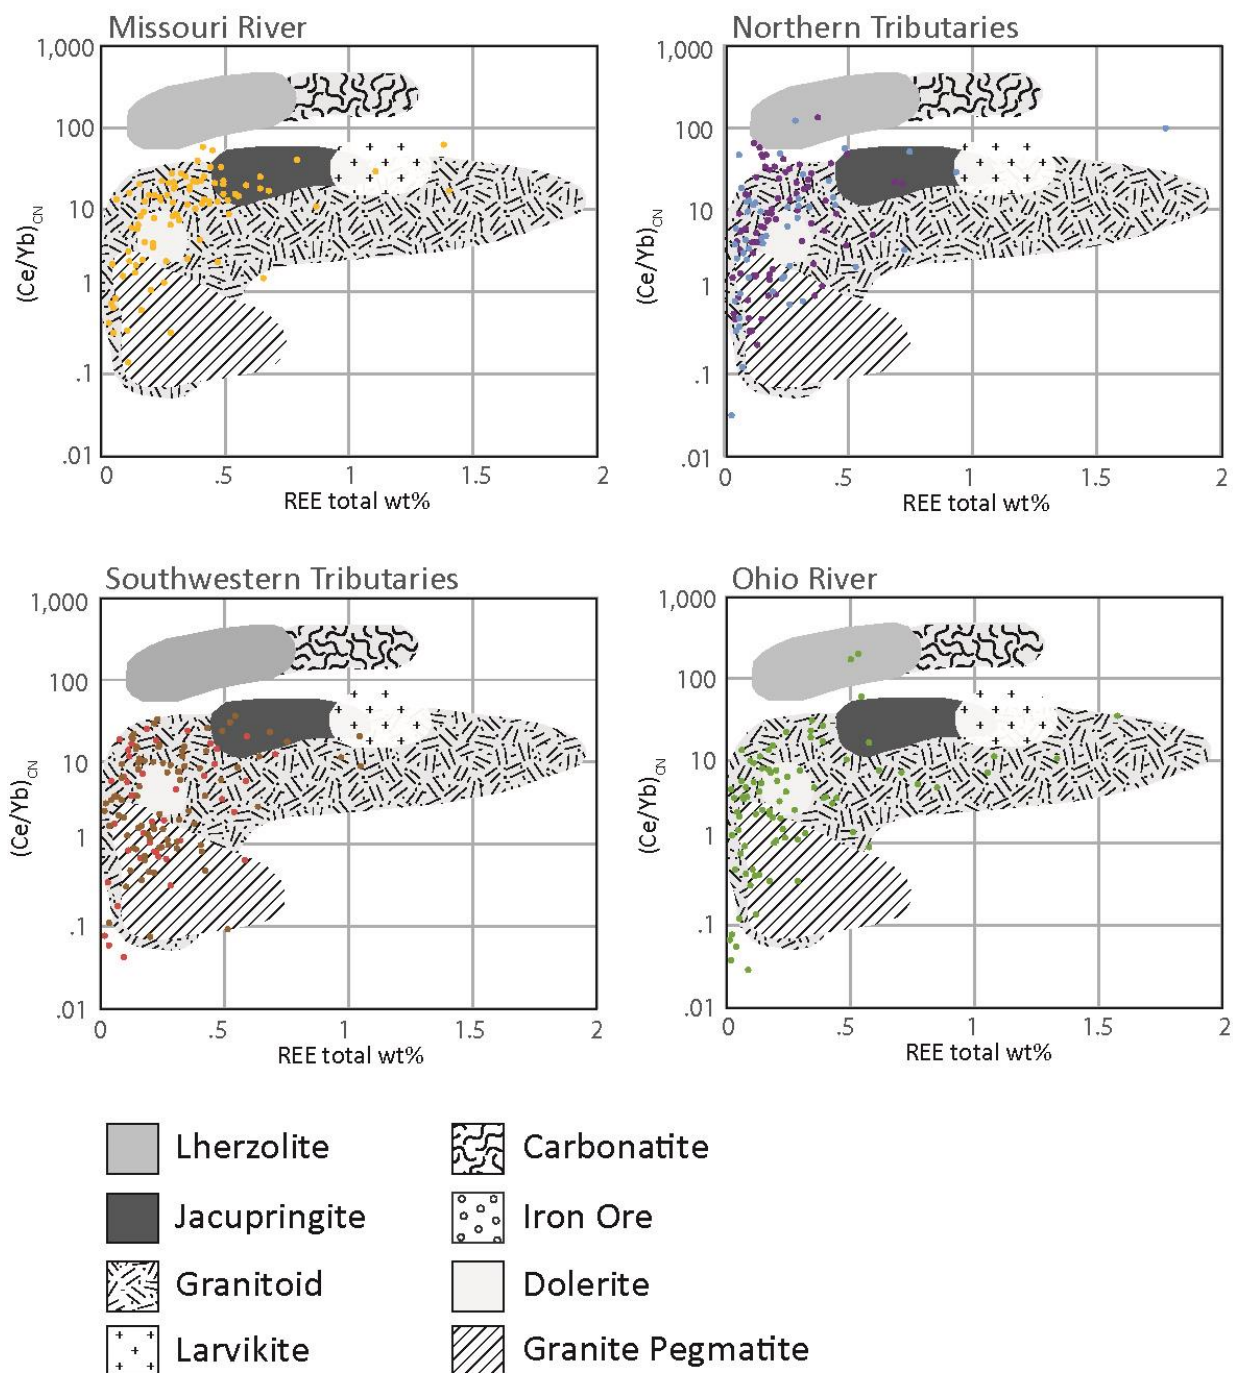 Missouri River
1,000
100
10
1
.1
.01
0 .5 1 1.5 2
(Ce/Yb)CN
REE total wt%
Northern Tributaries
1,000
100
10
1
.1
.01
0 .5 1 1.5 2
(Ce/Yb)CN
REE total wt%
Southwestern Tributaries
1,000
100
10
1
.1
.01
0 .5 1 1.5 2
(Ce/Yb)CN
REE total wt%
Ohio River
1,000
100
10
1
.1
.01
0 .5 1 1.5 2
(Ce/Yb)CN
REE total wt%
Lherzolite
Jacupringite
Granitoid
Larvikite
Carbonatite
Iron Ore
Dolerite
Granite Pegmatite